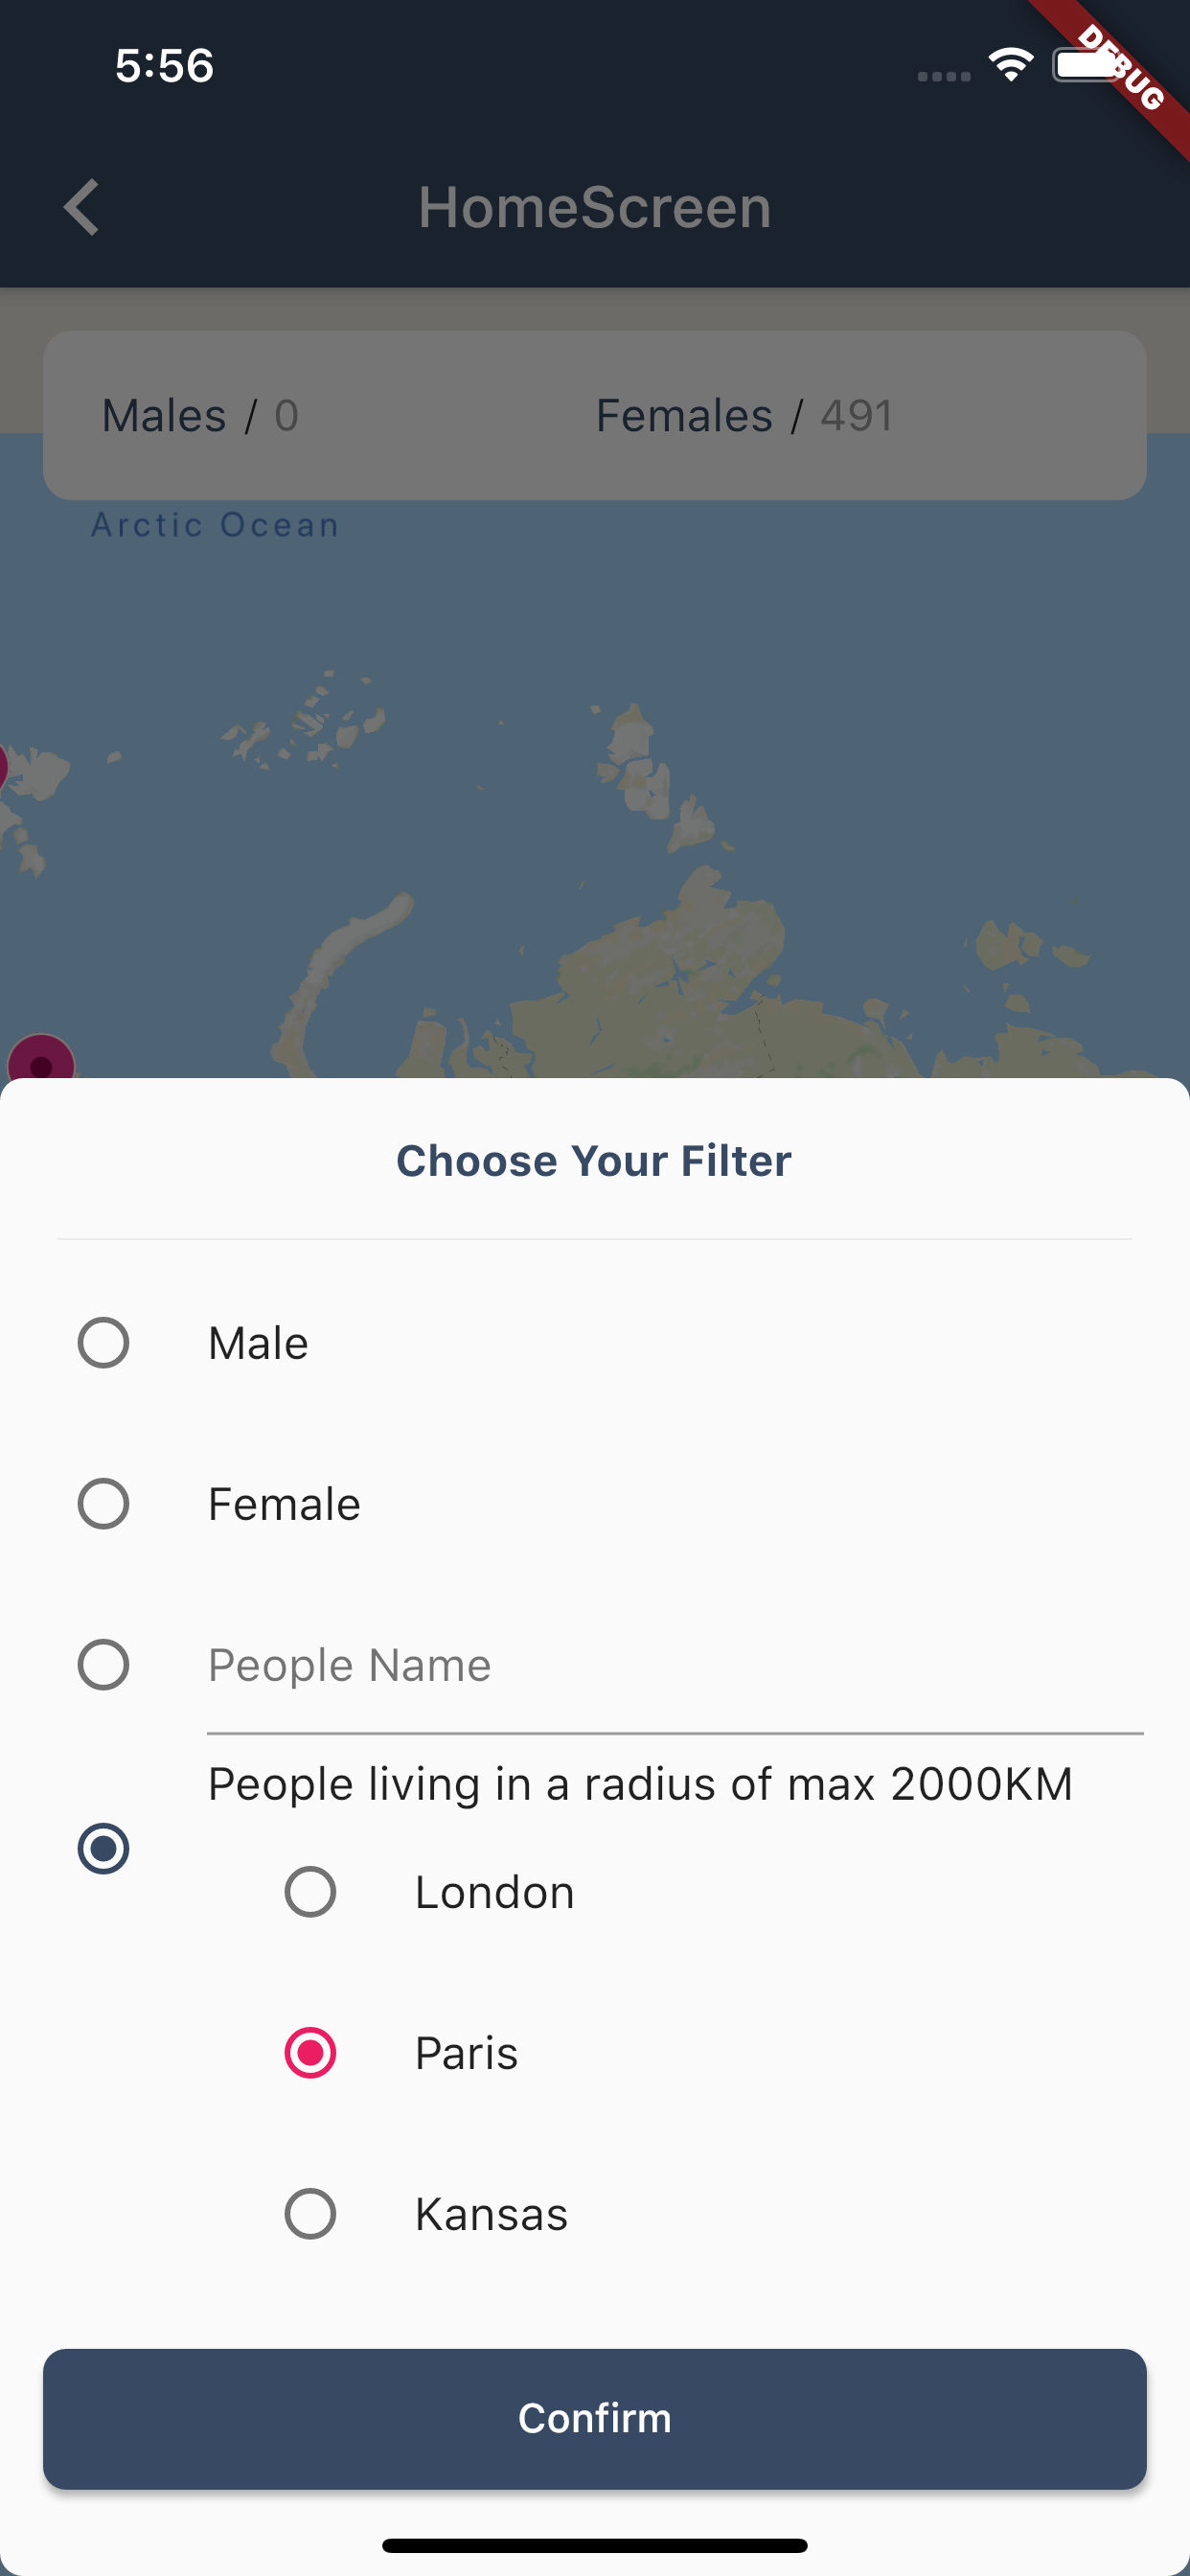 5:56
DEBUG
HomeScreen
Males / 0
Females / 491
Arctic Ocean
Choose Your Filter
Male
Female
People Name
People living in a radius of max 2000KM
London
Paris
Kansas
Confirm